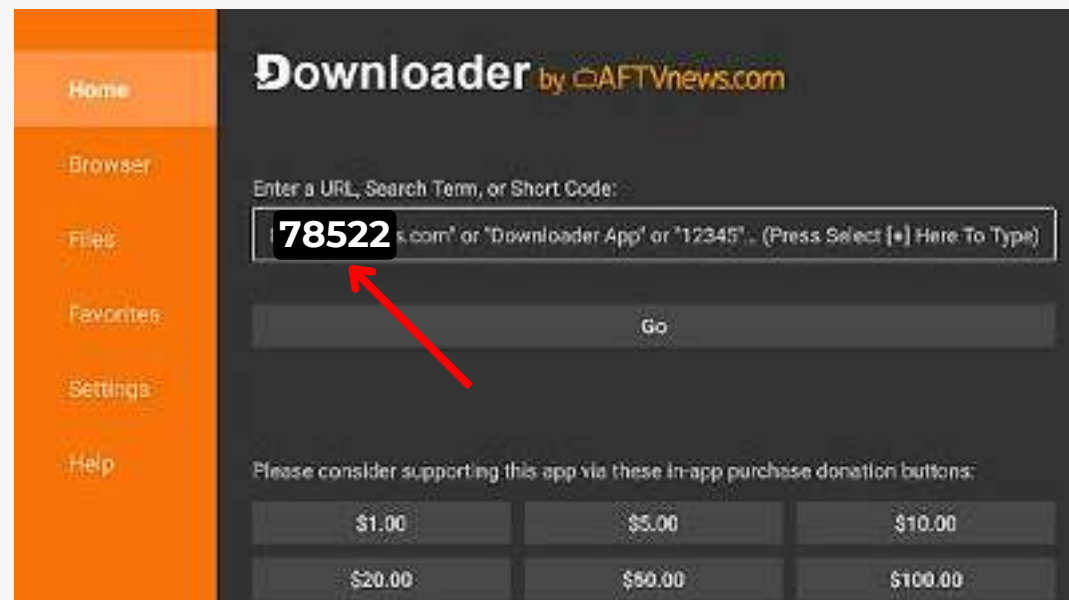 Downloader by AFTVnews.com
Home
Browser
Files
Favorites
Settings
Help
Enter a URL, Search Term, or Short Code:
78522 s.com" or "Downloader App" or "12345"... (Press Select [●] Here To Type)
Go
Please consider supporting this app via these in-app purchase donation buttons:
$1.00 $5.00 $10.00
$20.00 $50.00 $100.00